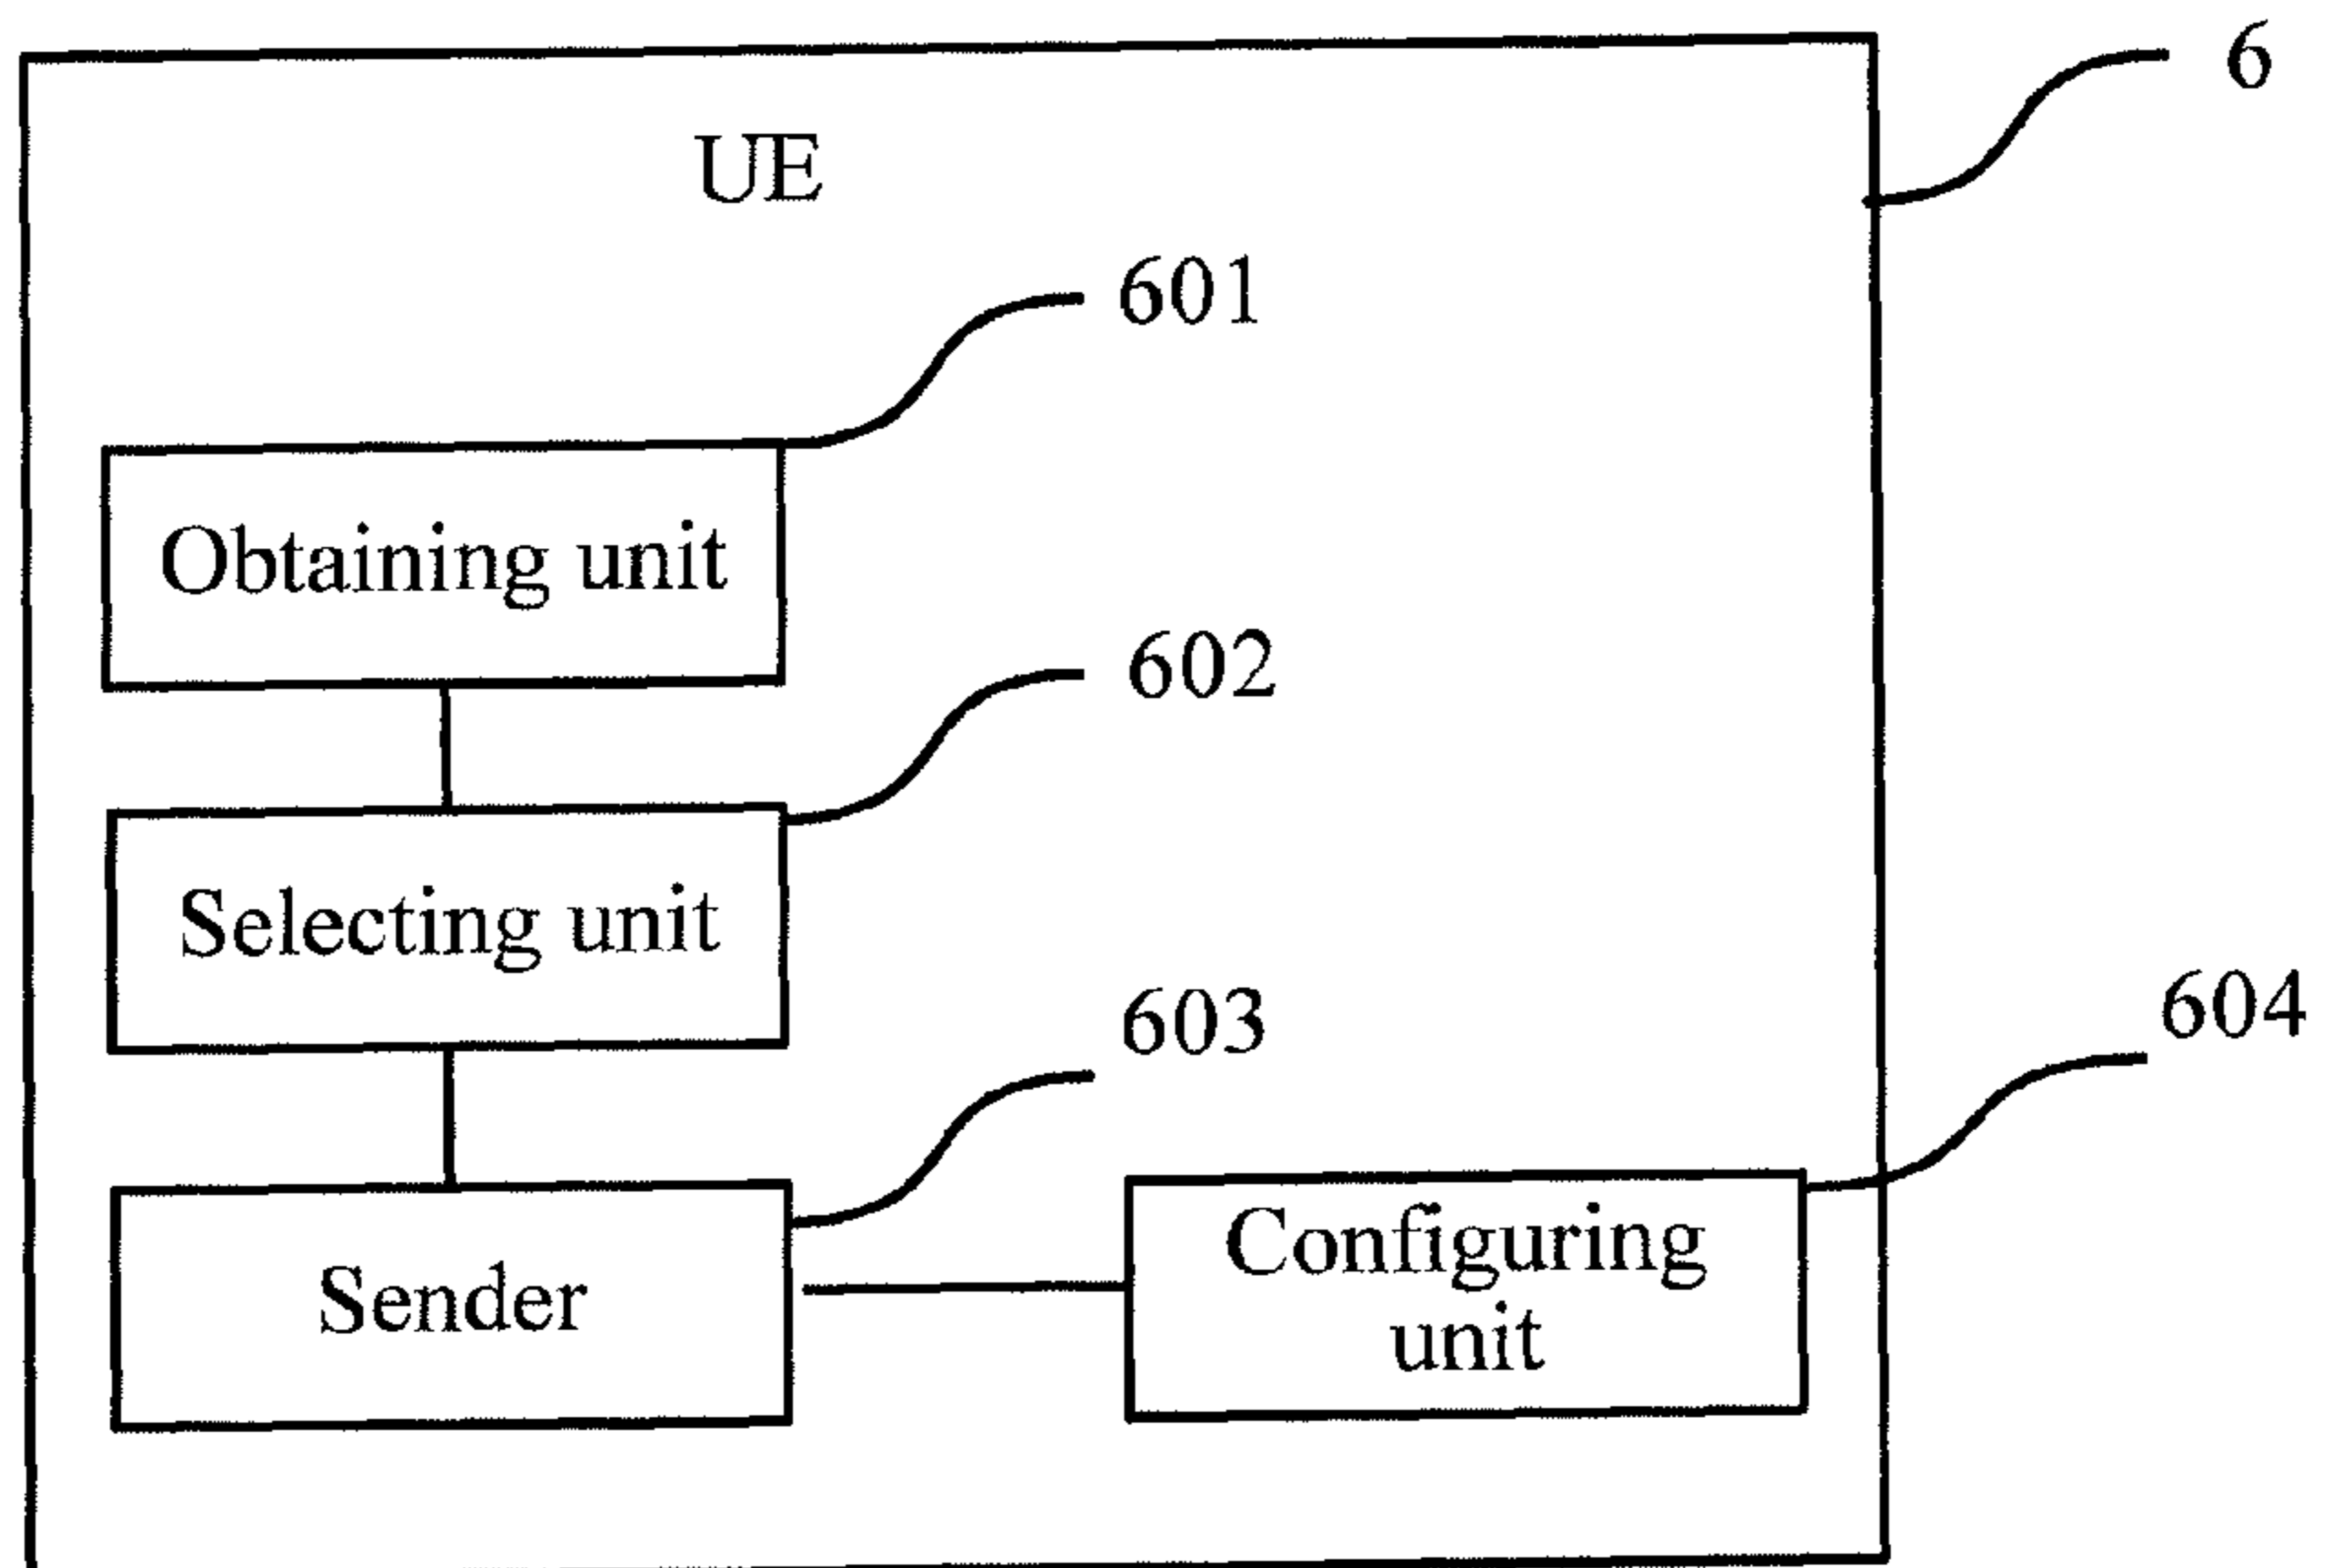 6
UE
601
Obtaining unit
602
Selecting unit
603
604
Sender
Configuring
unit